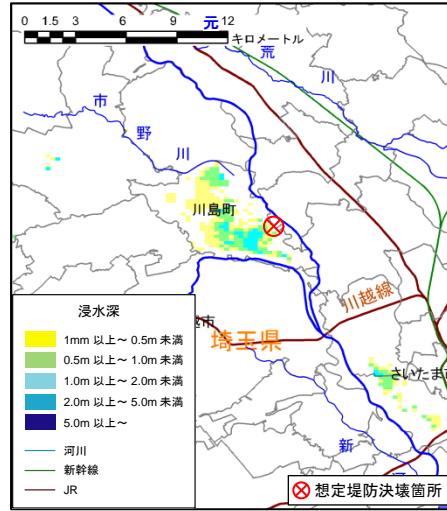 0 1.5 3 6 9 12
元
キロメートル
荒
川
市
野
川
川島町
川越線
埼玉県
越市
さいたま市
新
浸水深
1mm 以上～ 0.5m 未満
0.5m 以上～ 1.0m 未満
1.0m 以上～ 2.0m 未満
2.0m 以上～ 5.0m 未満
5.0m 以上～
河川
新幹線
JR
想定堤防決壊箇所